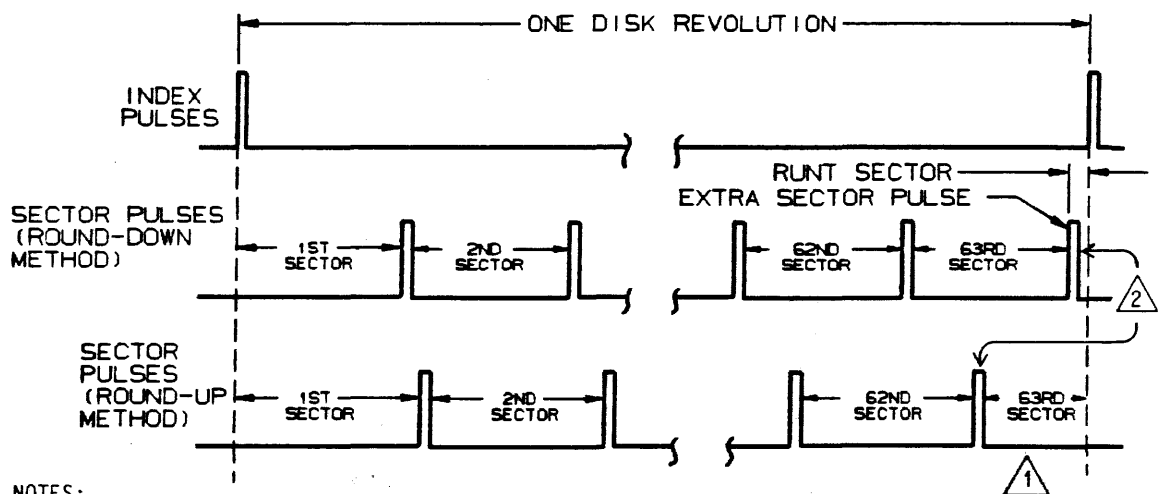 ONE DISK REVOLUTION
INDEX
PULSES
RUNT SECTOR
EXTRA SECTOR PULSE
SECTOR PULSES
(ROUND-DOWN
METHOD)
1ST
SECTOR
2ND
SECTOR
62ND
SECTOR
63RD
SECTOR
2
SECTOR
PULSES
(ROUND-UP
METHOD)
1ST
SECTOR
2ND
SECTOR
62ND
SECTOR
63RD
SECTOR
1
NOTES: